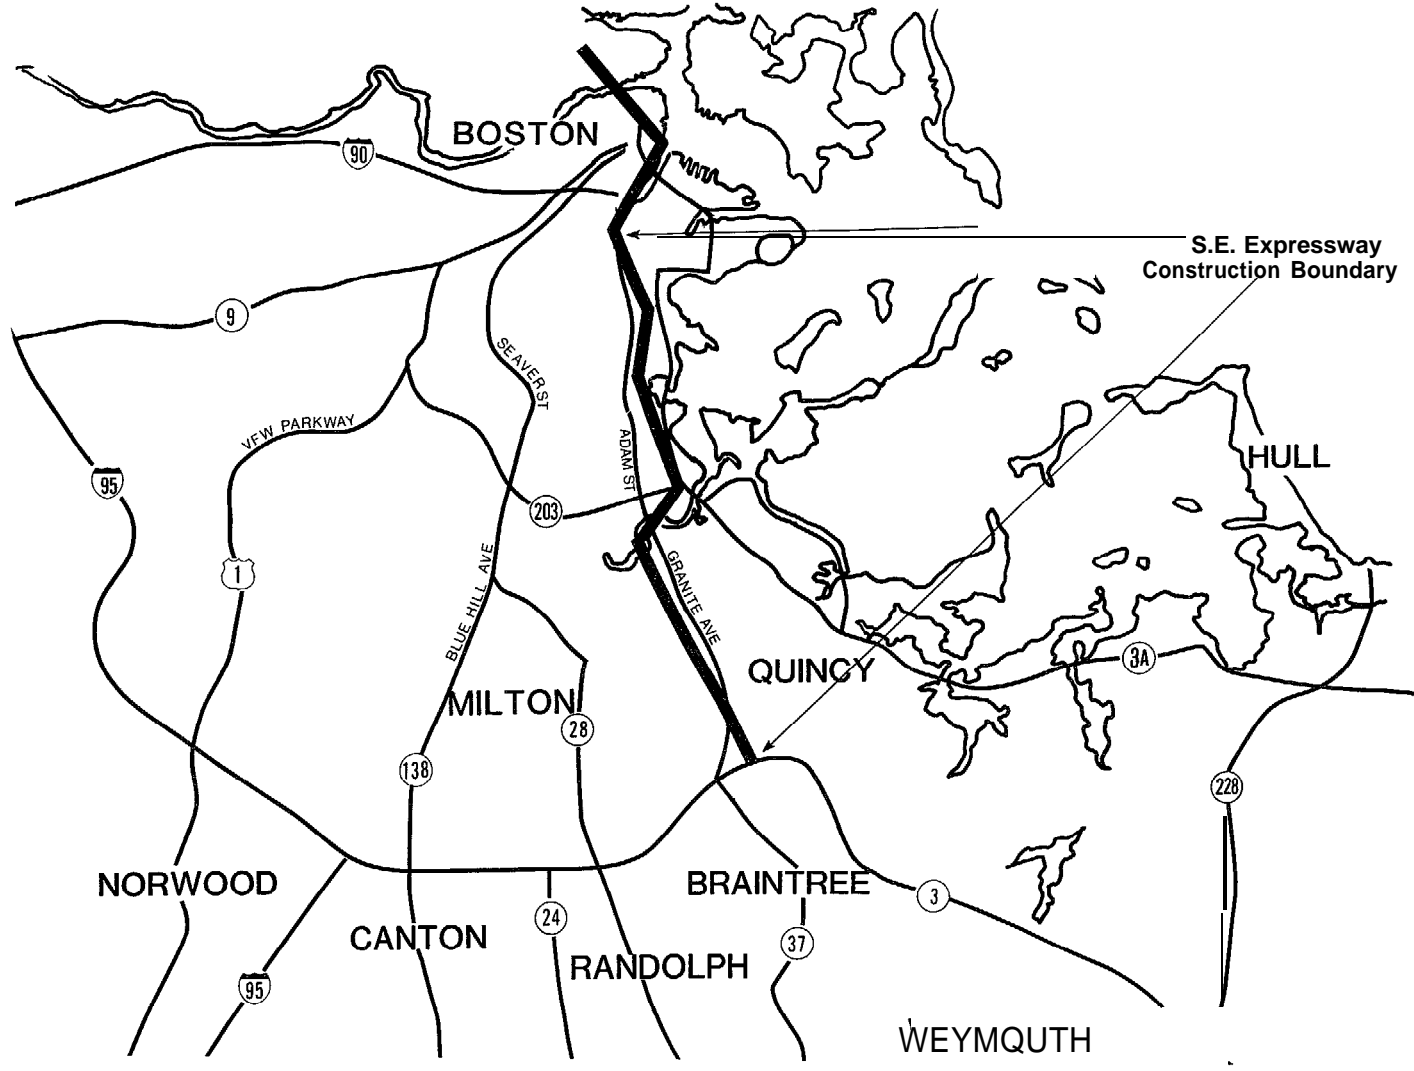 BOSTON
90
S.E. Expressway
Construction Boundary
9
SEAVER ST
VFW PARKWAY
HULL
ADAM ST
95
203
GRANITE AVE
BLUE HILL AVE
1
3A
QUINCY
MILTON
28
138
228
NORWOOD
BRAINTREE
3
24
CANTON
37
RANDOLPH
95
WEYMQUTH